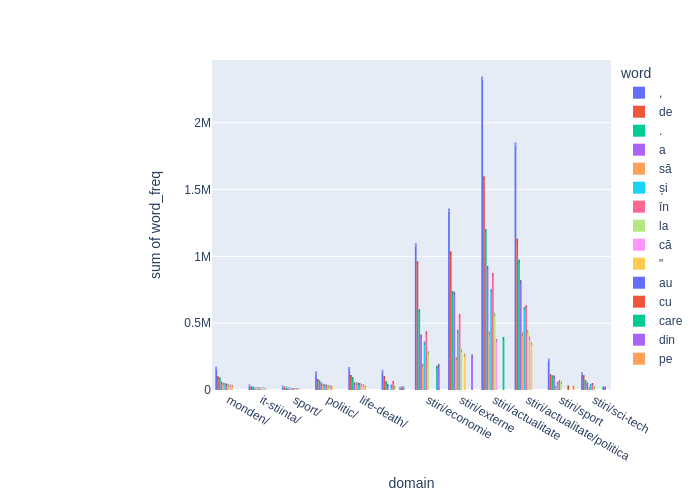 word
,
de
.
a
să
și
în
la
că
"
au
cu
care
din
pe
2M
1.5M
1M
0.5M
0
sum of word_freq
monden/
it-stiinta/
sport/
politic/
life-death/
stiri/economie
stiri/externe
stiri/actualitate
stiri/actualitate/politica
stiri/sport
stiri/sci-tech
domain